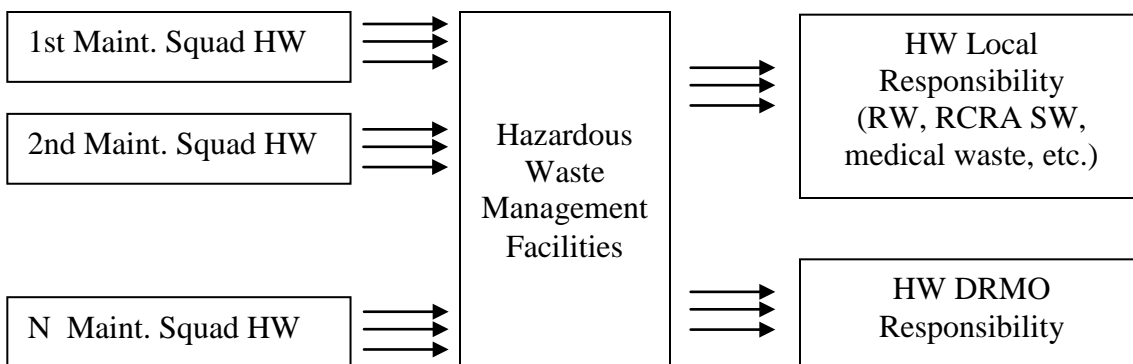 1st Maint. Squad HW
2nd Maint. Squad HW
N Maint. Squad HW
Hazardous
Waste
Management
Facilities
HW Local
Responsibility
(RW, RCRA SW,
medical waste, etc.)
HW DRMO
Responsibility